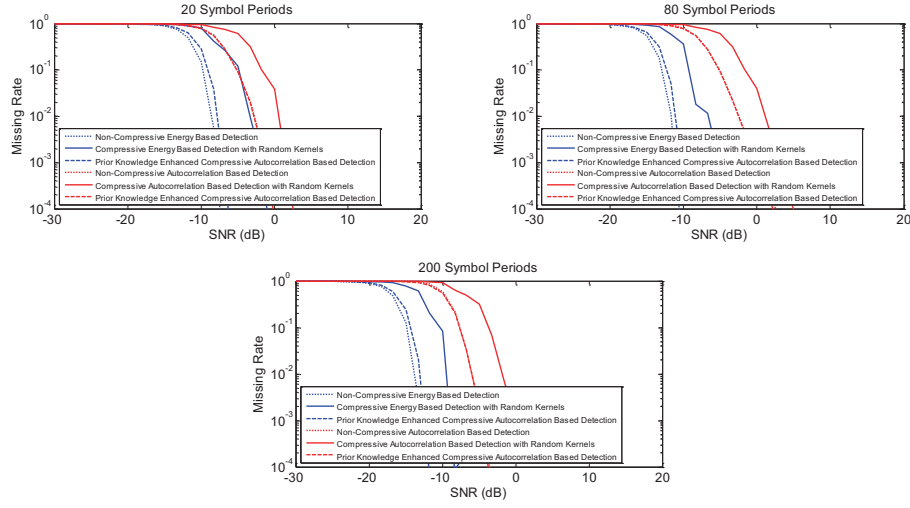 20 Symbol Periods
10^0
10^-1
10^-2
10^-3
10^-4
Missing Rate
Non-Compressive Energy Based Detection
Compressive Energy Based Detection with Random Kernels
Prior Knowledge Enhanced Compressive Autocorrelation Based Detection
Non-Compressive Autocorrelation Based Detection
Compressive Autocorrelation Based Detection with Random Kernels
Prior Knowledge Enhanced Compressive Autocorrelation Based Detection
-30 -20 -10 0 10 20
SNR (dB)
80 Symbol Periods
10^0
10^-1
10^-2
10^-3
10^-4
Missing Rate
Non-Compressive Energy Based Detection
Compressive Energy Based Detection with Random Kernels
Prior Knowledge Enhanced Compressive Autocorrelation Based Detection
Non-Compressive Autocorrelation Based Detection
Compressive Autocorrelation Based Detection with Random Kernels
Prior Knowledge Enhanced Compressive Autocorrelation Based Detection
-30 -20 -10 0 10 20
SNR (dB)
200 Symbol Periods
10^0
10^-1
10^-2
10^-3
10^-4
Missing Rate
Non-Compressive Energy Based Detection
Compressive Energy Based Detection with Random Kernels
Prior Knowledge Enhanced Compressive Autocorrelation Based Detection
Non-Compressive Autocorrelation Based Detection
Compressive Autocorrelation Based Detection with Random Kernels
Prior Knowledge Enhanced Compressive Autocorrelation Based Detection
-30 -20 -10 0 10 20
SNR (dB)